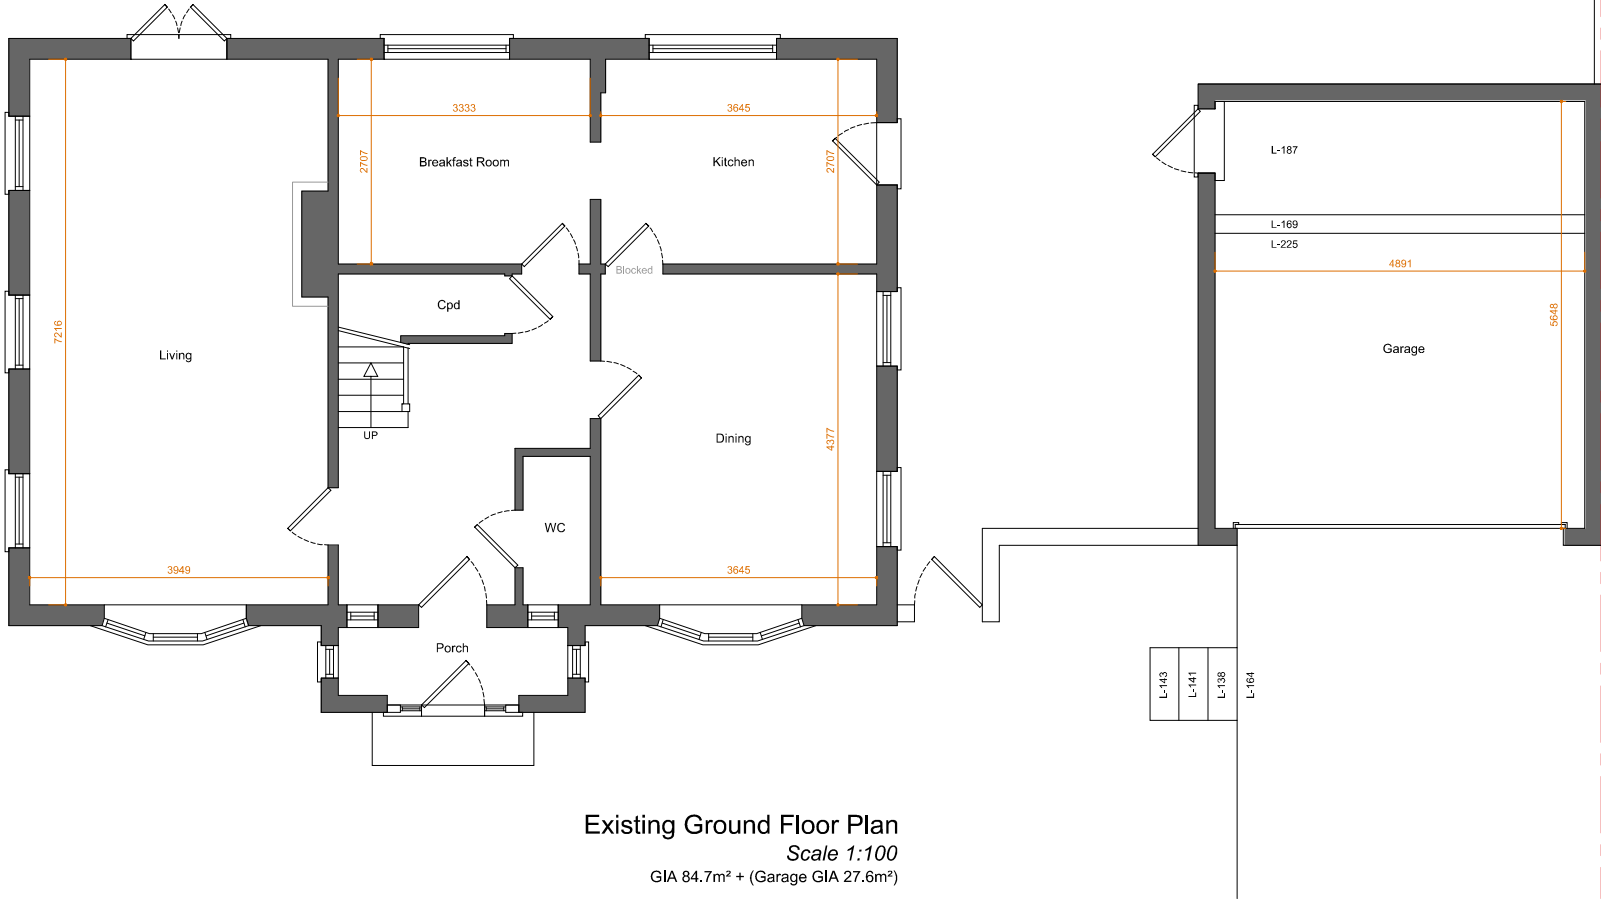 3333
3645
2707
Breakfast Room
Kitchen
2707
L-187
L-169
L-225
4891
Blocked
Cpd
7216
Living
5648
Garage
UP
Dining
4377
WC
3949
3645
Porch
L-143
L-141
L-138
L-164
Existing Ground Floor Plan
Scale 1:100
GIA 84.7m² + (Garage GIA 27.6m²)